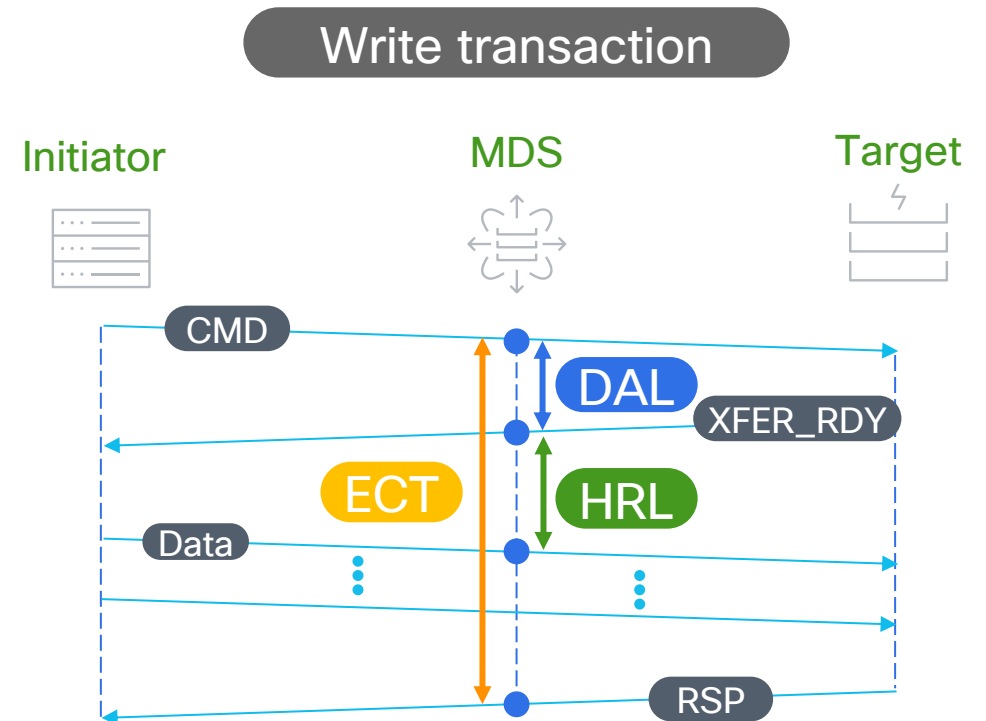 Write transaction
Initiator
MDS
Target
CMD
DAL
XFER_RDY
ECT
HRL
Data
RSP